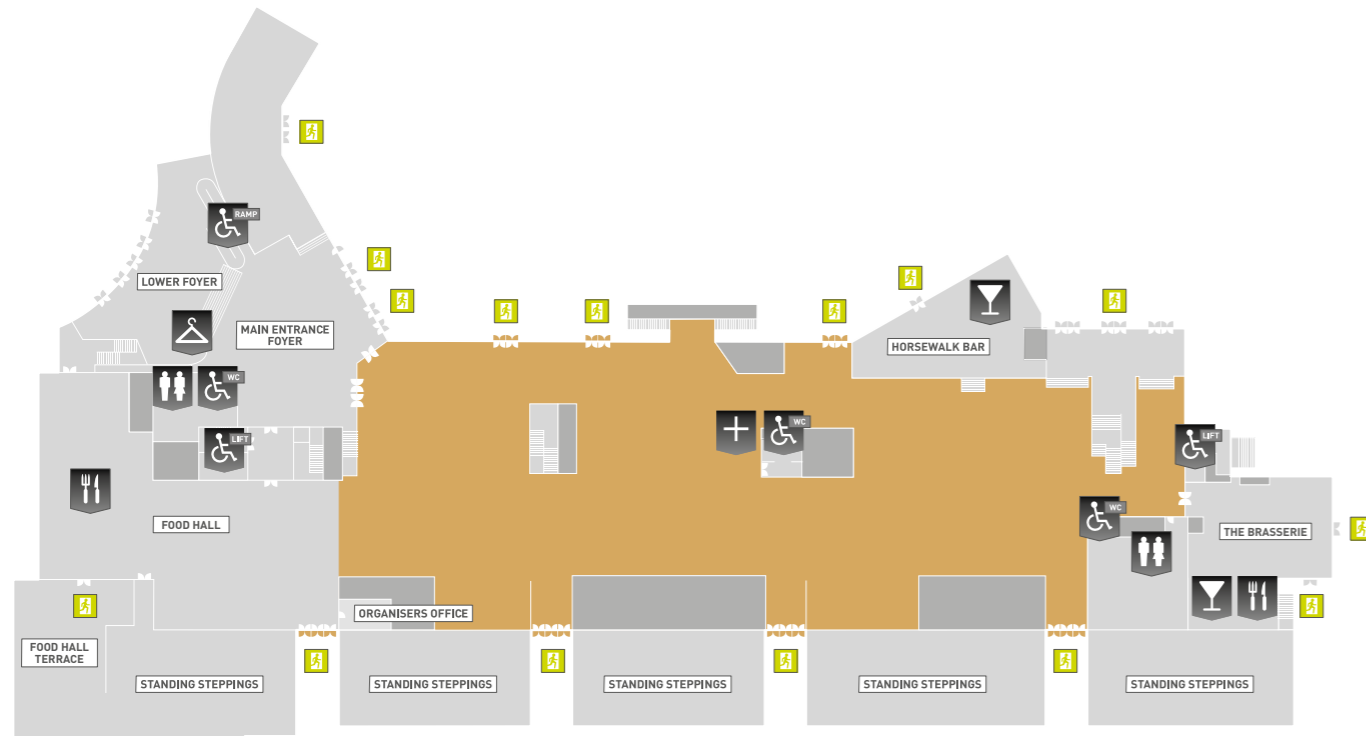 RAMP
LOWER FOYER
MAIN ENTRANCE
FOYER
HORSEWALK BAR
WC
LIFT
WC
LIFT
FOOD HALL
WC
THE BRASSERIE
ORGANISERS OFFICE
FOOD HALL
TERRACE
STANDING STEPPINGS
STANDING STEPPINGS
STANDING STEPPINGS
STANDING STEPPINGS
STANDING STEPPINGS